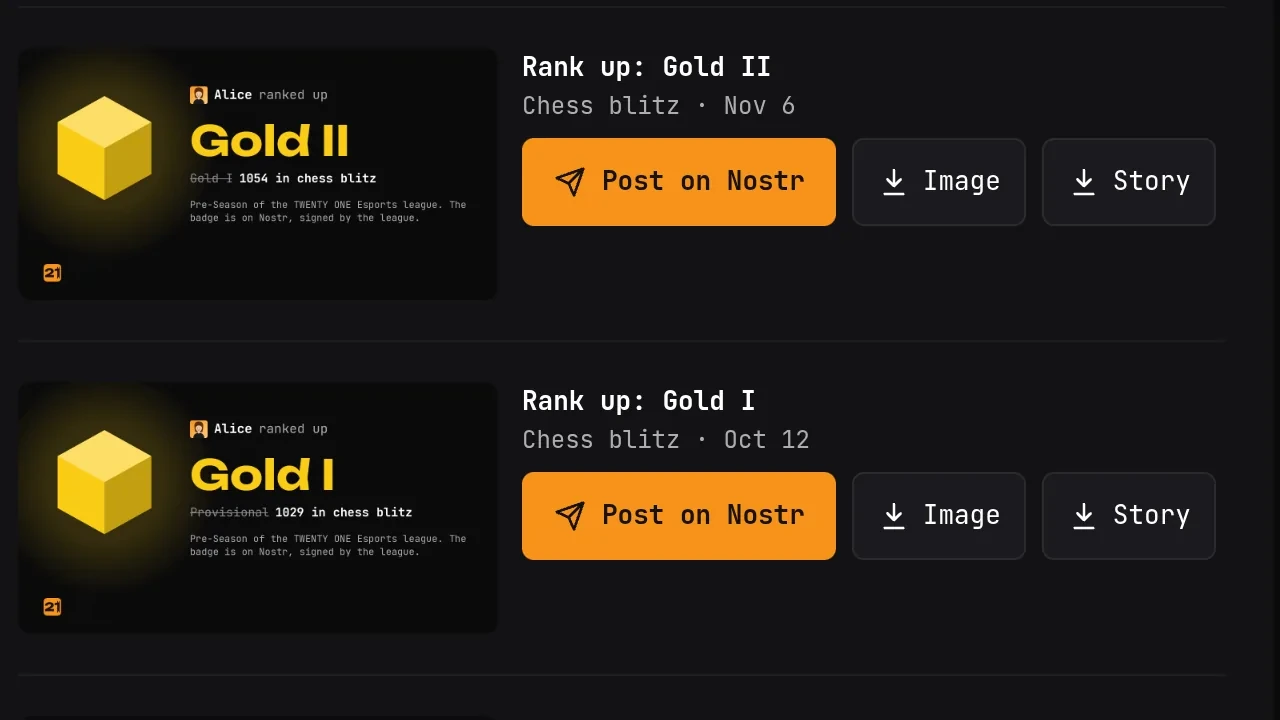 Alice ranked up
Gold II
Gold I 1054 in chess blitz
Pre-Season of the TWENTY ONE Esports league. The
badge is on Nostr, signed by the league.
21
Rank up: Gold II
Chess blitz · Nov 6
Post on Nostr
Image
Story
Alice ranked up
Gold I
Provisional 1029 in chess blitz
Pre-Season of the TWENTY ONE Esports league. The
badge is on Nostr, signed by the league.
21
Rank up: Gold I
Chess blitz · Oct 12
Post on Nostr
Image
Story